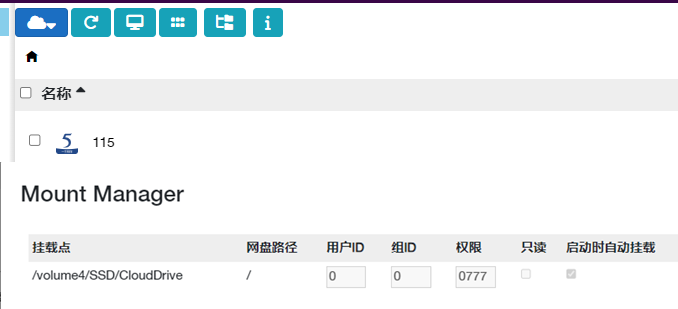 名称
5
115
Mount Manager
挂载点 网盘路径 用户ID 组ID 权限 只读 启动时自动挂载
/volume4/SSD/CloudDrive / 0 0 0777